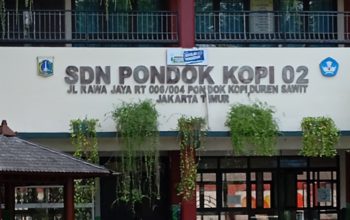 SDN PONDOK KOPI 02
JL. RAWA JAYA RT 006/004 PONDOK KOPI,DUREN SAWIT
JAKARTA TIMUR